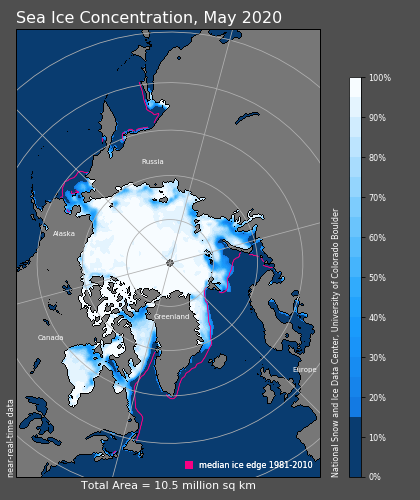 Sea Ice Concentration, May 2020
Russia
Alaska
Greenland
Canada
Europe
median ice edge 1981-2010
near-real-time data
Total Area = 10.5 million sq km
National Snow and Ice Data Center, University of Colorado Boulder
100%
90%
80%
70%
60%
50%
40%
30%
20%
10%
0%